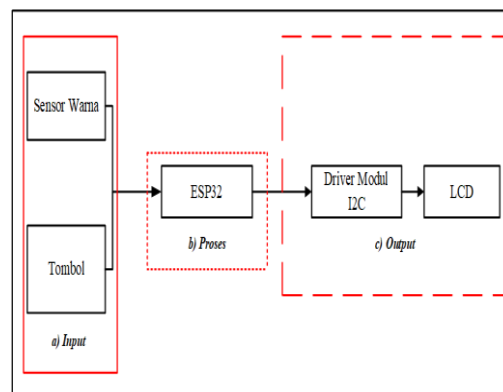 Sensor Warna
Tombol
a) Input
ESP32
b) Proses
Driver Modul
I2C
LCD
c) Output